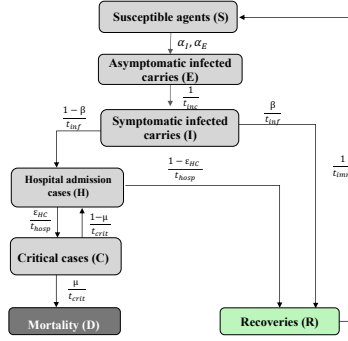 Susceptible agents (S)
α_I, α_E
Asymptomatic infected
carries (E)
1
t_inc
Symptomatic infected
carries (I)
1 − β
t_inf
β
t_inf
1 − ε_HC
t_hosp
1
Hospital admission
cases (H)
ε_HC
t_hosp
1−μ
t_crit
Critical cases (C)
μ
t_crit
Mortality (D)
Recoveries (R)